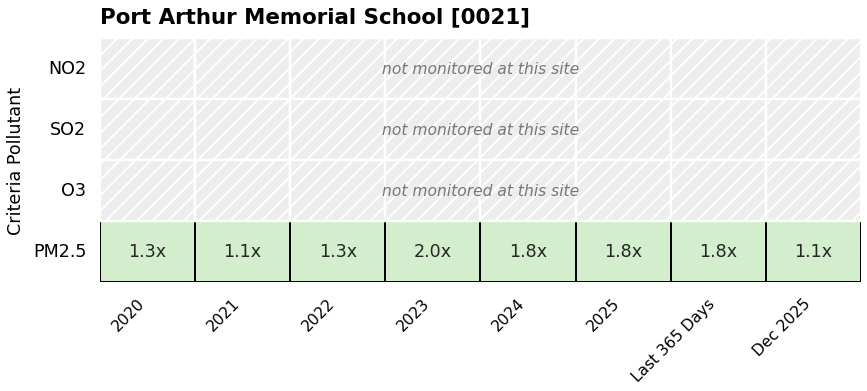 Port Arthur Memorial School [0021]
Criteria Pollutant
NO2 not monitored at this site
SO2 not monitored at this site
O3 not monitored at this site
PM2.5 1.3x 1.1x 1.3x 2.0x 1.8x 1.8x 1.8x 1.1x
2020 2021 2022 2023 2024 2025 Last 365 Days Dec 2025